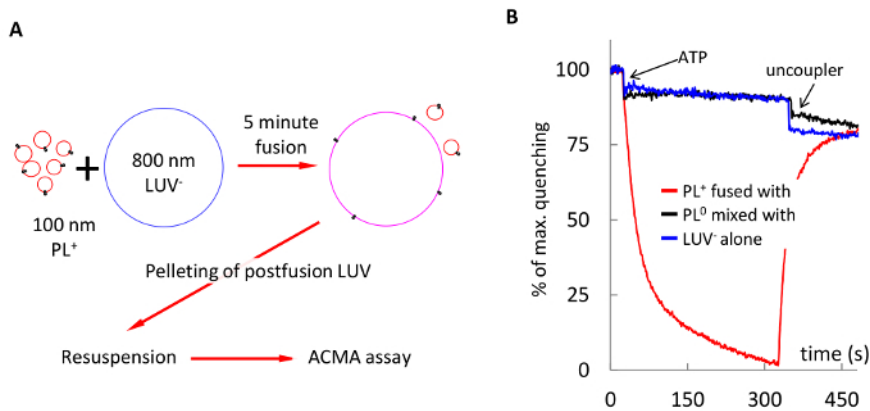 A
5 minute
fusion
800 nm
LUV⁻
100 nm
PL⁺
Pelleting of postfusion LUV
Resuspension
ACMA assay
B
ATP
uncoupler
PL⁺ fused with
PL⁰ mixed with
LUV⁻ alone
% of max. quenching
100
75
50
25
0
time (s)
0 150 300 450